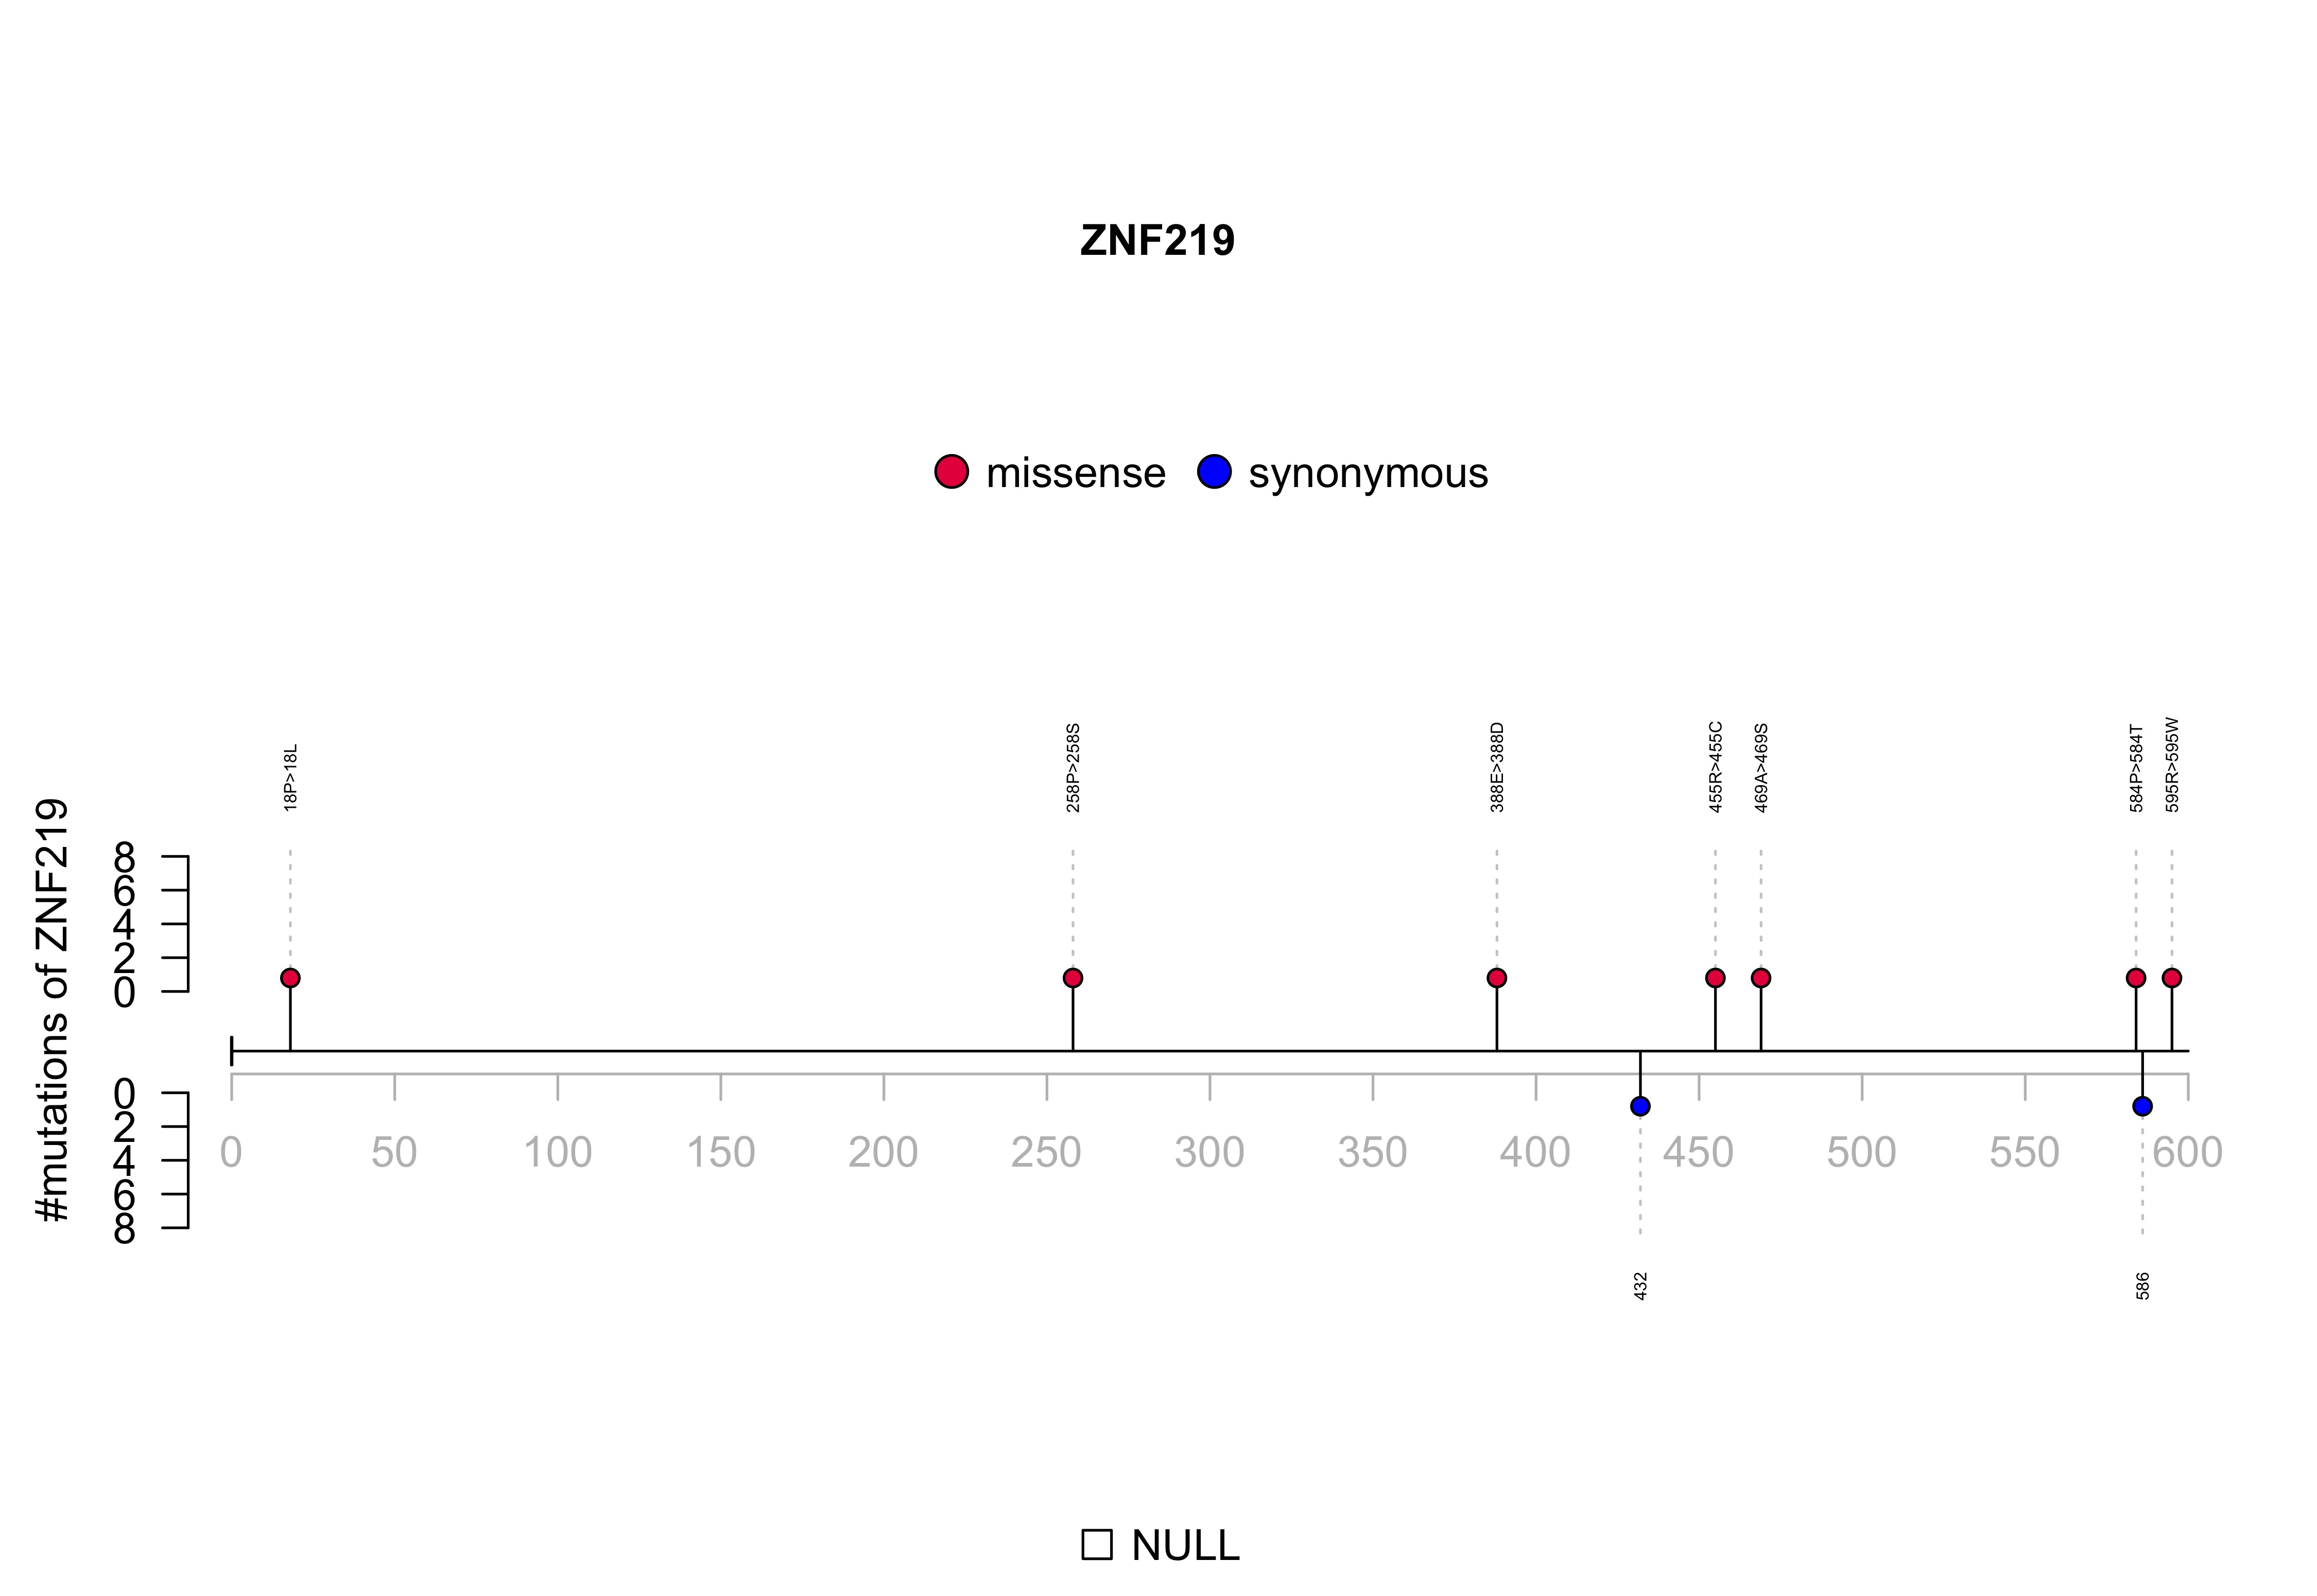 ZNF219
missense synonymous
18P>18L
258P>258S
388E>388D
455R>455C
469A>469S
584P>584T
595R>595W
#mutations of ZNF219
8
6
4
2
0
0
2
4
6
8
0 50 100 150 200 250 300 350 400 450 500 550 600
432
586
NULL